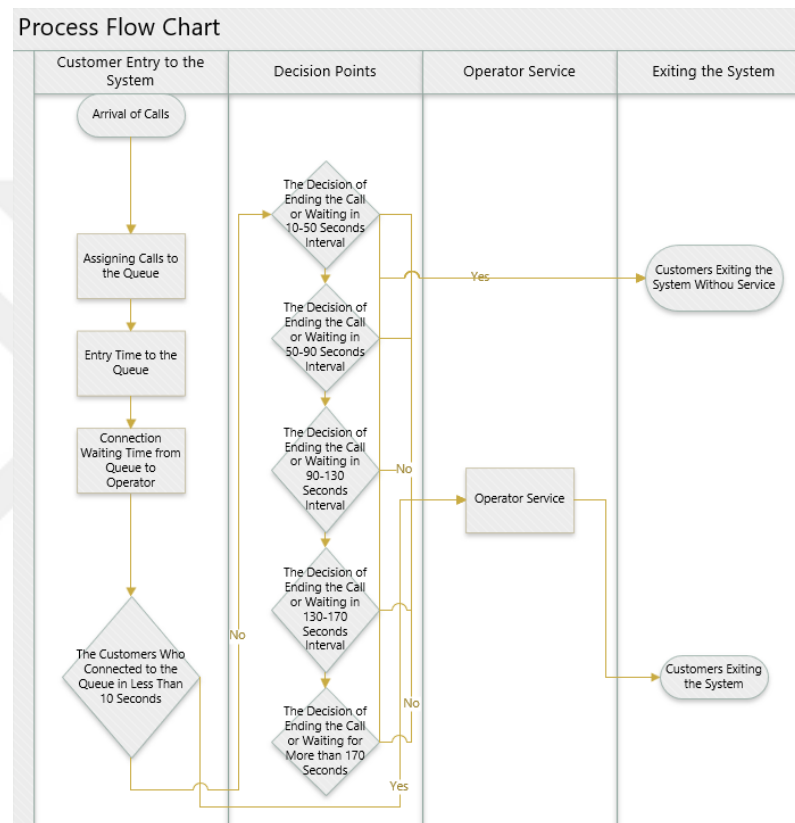 Process Flow Chart
Customer Entry to the
System
Decision Points
Operator Service
Exiting the System
Arrival of Calls
Assigning Calls to
the Queue
Entry Time to the
Queue
Connection
Waiting Time from
Queue to
Operator
The Customers Who
Connected to the
Queue in Less Than
10 Seconds
No
The Decision of
Ending the Call
or Waiting in
10-50 Seconds
Interval
The Decision of
Ending the Call
or Waiting in
50-90 Seconds
Interval
The Decision of
Ending the Call
or Waiting in
90-130
Seconds
Interval
The Decision of
Ending the Call
or Waiting in
130-170
Seconds
Interval
The Decision of
Ending the Call
or Waiting for
More than 170
Seconds
No
No
Yes
Yes
Operator Service
Customers Exiting the
System Withou Service
Customers Exiting
the System